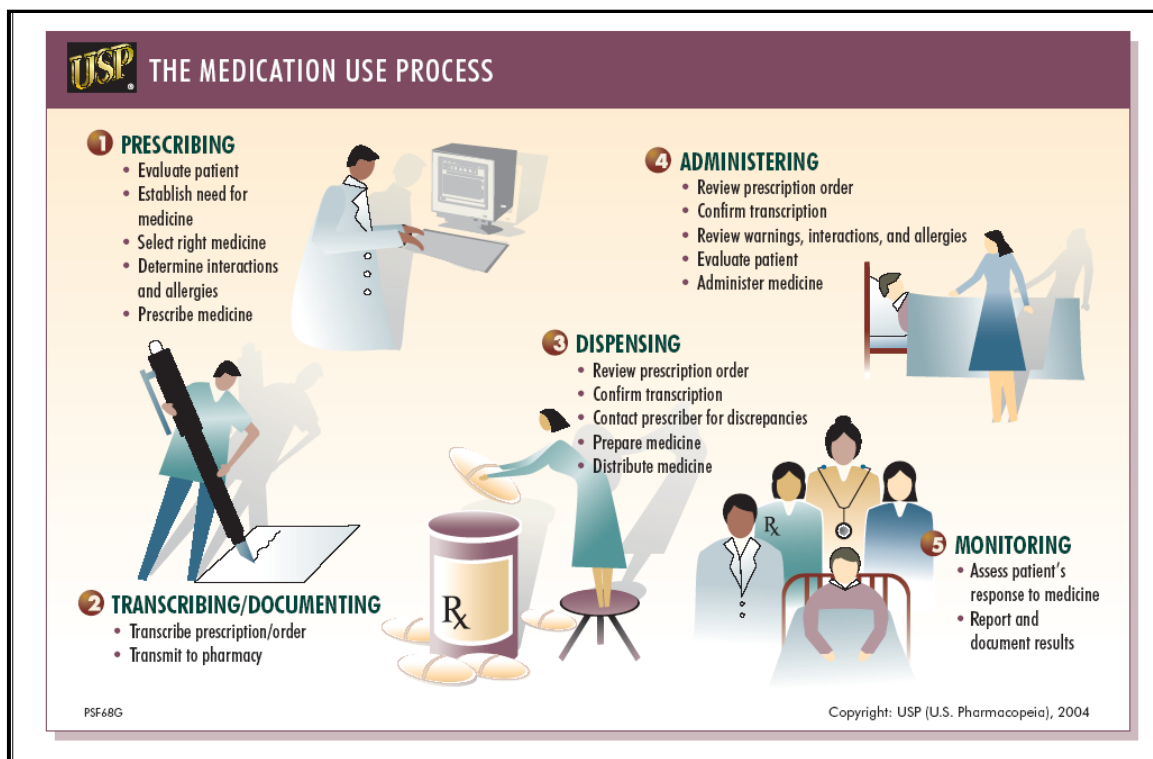 USP®
THE MEDICATION USE PROCESS
1 PRESCRIBING
• Evaluate patient
• Establish need for
medicine
• Select right medicine
• Determine interactions
and allergies
• Prescribe medicine
2 TRANSCRIBING/DOCUMENTING
• Transcribe prescription/order
• Transmit to pharmacy
3 DISPENSING
• Review prescription order
• Confirm transcription
• Contact prescriber for discrepancies
• Prepare medicine
• Distribute medicine
Rx
4 ADMINISTERING
• Review prescription order
• Confirm transcription
• Review warnings, interactions, and allergies
• Evaluate patient
• Administer medicine
Rx
5 MONITORING
• Assess patient's
response to medicine
• Report and
document results
PSF68G
Copyright: USP (U.S. Pharmacopeia), 2004